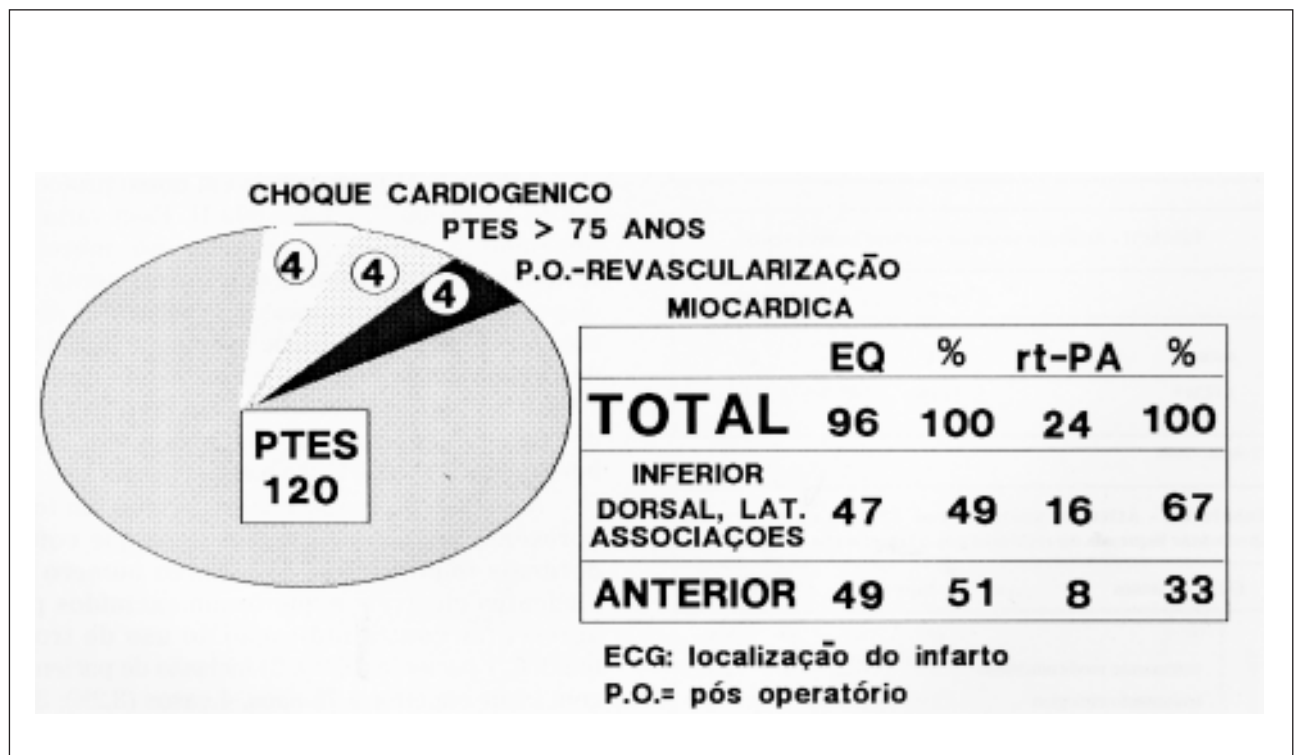 CHOQUE CARDIOGENICO
PTES > 75 ANOS
P.O.-REVASCULARIZAÇÃO
MIOCARDICA
4
4
4
PTES
120
EQ % rt-PA %
TOTAL 96 100 24 100
INFERIOR
DORSAL, LAT. 47 49 16 67
ASSOCIAÇOES
ANTERIOR 49 51 8 33
ECG: localização do infarto
P.O.= pós operatório